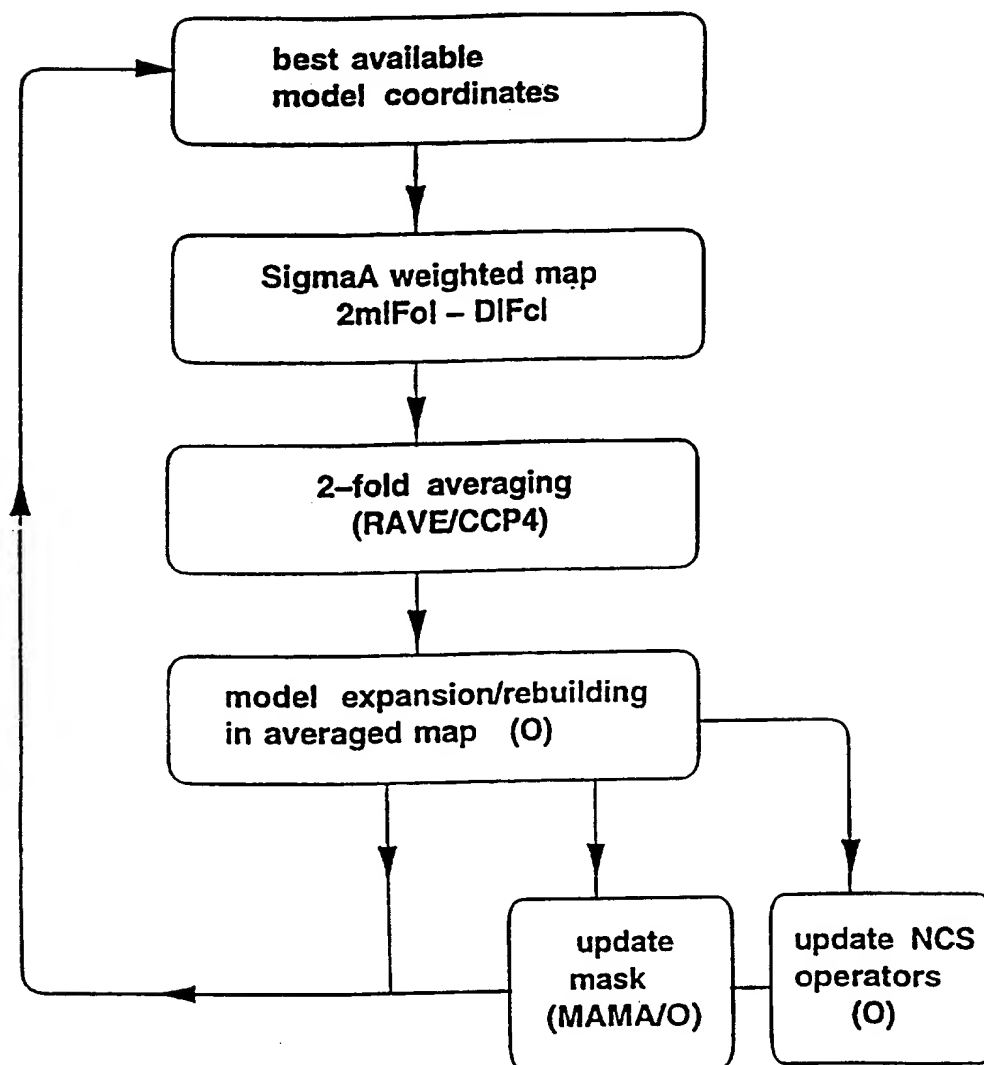 best available
model coordinates
SigmaA weighted map
2m|Fo| – D|Fc|
2–fold averaging
(RAVE/CCP4)
model expansion/rebuilding
in averaged map (O)
update
mask
(MAMA/O)
update NCS
operators
(O)